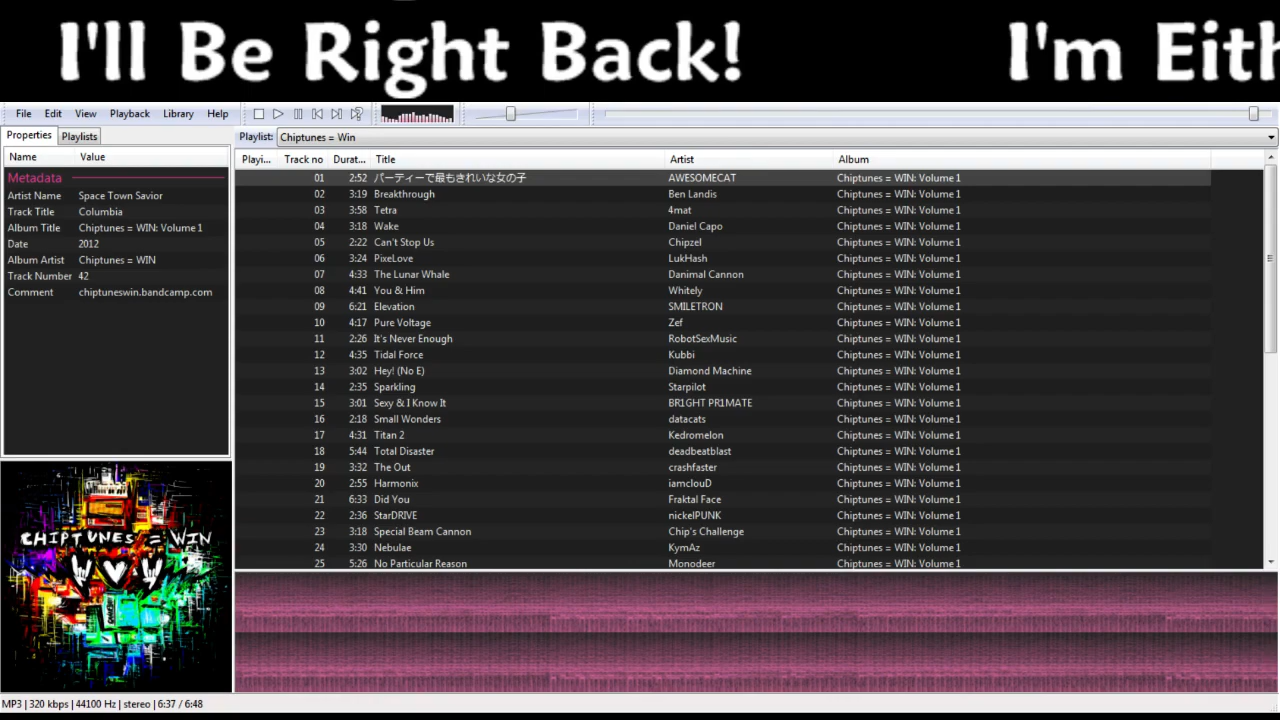 I'll Be Right Back! I'm Eith
File Edit View Playback Library Help
Properties Playlists
Playlist: Chiptunes = Win
Name Value
Metadata
Artist Name Space Town Savior
Track Title Columbia
Album Title Chiptunes = WIN: Volume 1
Date 2012
Album Artist Chiptunes = WIN
Track Number 42
Comment chiptuneswin.bandcamp.com
Playi... Track no Durat... Title Artist Album
01 2:52 パーティーで最もきれいな女の子 AWESOMECAT Chiptunes = WIN: Volume 1
02 3:19 Breakthrough Ben Landis Chiptunes = WIN: Volume 1
03 3:58 Tetra 4mat Chiptunes = WIN: Volume 1
04 3:18 Wake Daniel Capo Chiptunes = WIN: Volume 1
05 2:22 Can't Stop Us Chipzel Chiptunes = WIN: Volume 1
06 3:24 PixeLove LukHash Chiptunes = WIN: Volume 1
07 4:33 The Lunar Whale Danimal Cannon Chiptunes = WIN: Volume 1
08 4:41 You & Him Whitely Chiptunes = WIN: Volume 1
09 6:21 Elevation SMILETRON Chiptunes = WIN: Volume 1
10 4:17 Pure Voltage Zef Chiptunes = WIN: Volume 1
11 2:26 It's Never Enough RobotSexMusic Chiptunes = WIN: Volume 1
12 4:35 Tidal Force Kubbi Chiptunes = WIN: Volume 1
13 3:02 Hey! (No E) Diamond Machine Chiptunes = WIN: Volume 1
14 2:35 Sparkling Starpilot Chiptunes = WIN: Volume 1
15 3:01 Sexy & I Know It BR1GHT PR1MATE Chiptunes = WIN: Volume 1
16 2:18 Small Wonders datacats Chiptunes = WIN: Volume 1
17 4:31 Titan 2 Kedromelon Chiptunes = WIN: Volume 1
18 5:44 Total Disaster deadbeatblast Chiptunes = WIN: Volume 1
19 3:32 The Out crashfaster Chiptunes = WIN: Volume 1
20 2:55 Harmonix iamclouD Chiptunes = WIN: Volume 1
21 6:33 Did You Fraktal Face Chiptunes = WIN: Volume 1
22 2:36 StarDRIVE nickelPUNK Chiptunes = WIN: Volume 1
23 3:18 Special Beam Cannon Chip's Challenge Chiptunes = WIN: Volume 1
24 3:30 Nebulae KymAz Chiptunes = WIN: Volume 1
25 5:26 No Particular Reason Monodeer Chiptunes = WIN: Volume 1
CHIPTUNES = WIN
MP3 | 320 kbps | 44100 Hz | stereo | 6:37 / 6:48